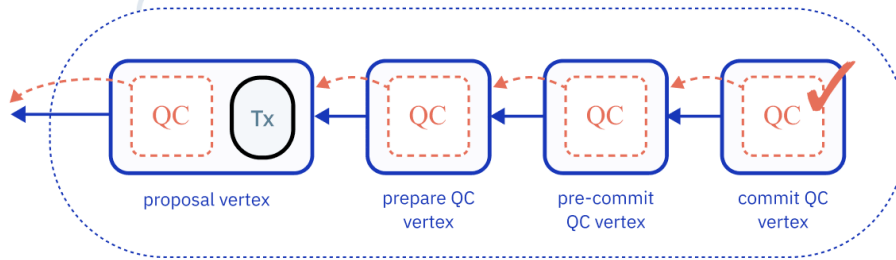 QC
Tx
QC
QC
QC
proposal vertex
prepare QC
vertex
pre-commit
QC vertex
commit QC
vertex